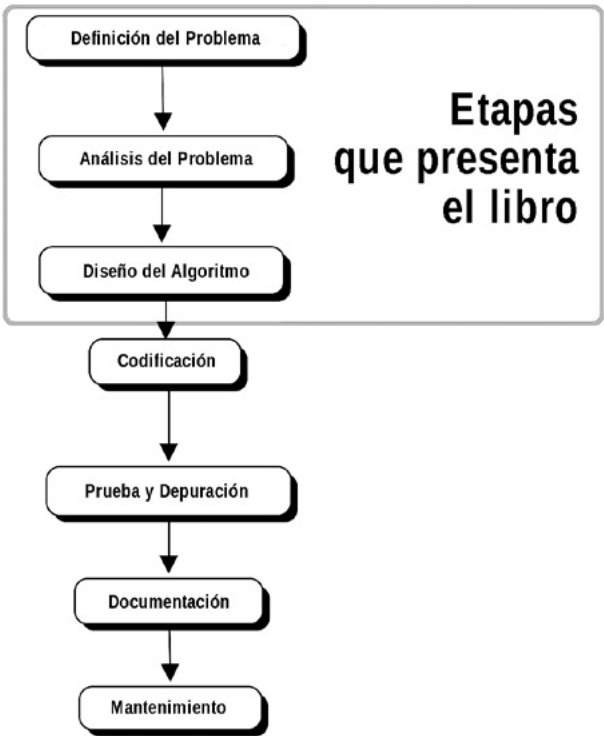 Definición del Problema
Etapas
que presenta
el libro
Análisis del Problema
Diseño del Algoritmo
Codificación
Prueba y Depuración
Documentación
Mantenimiento